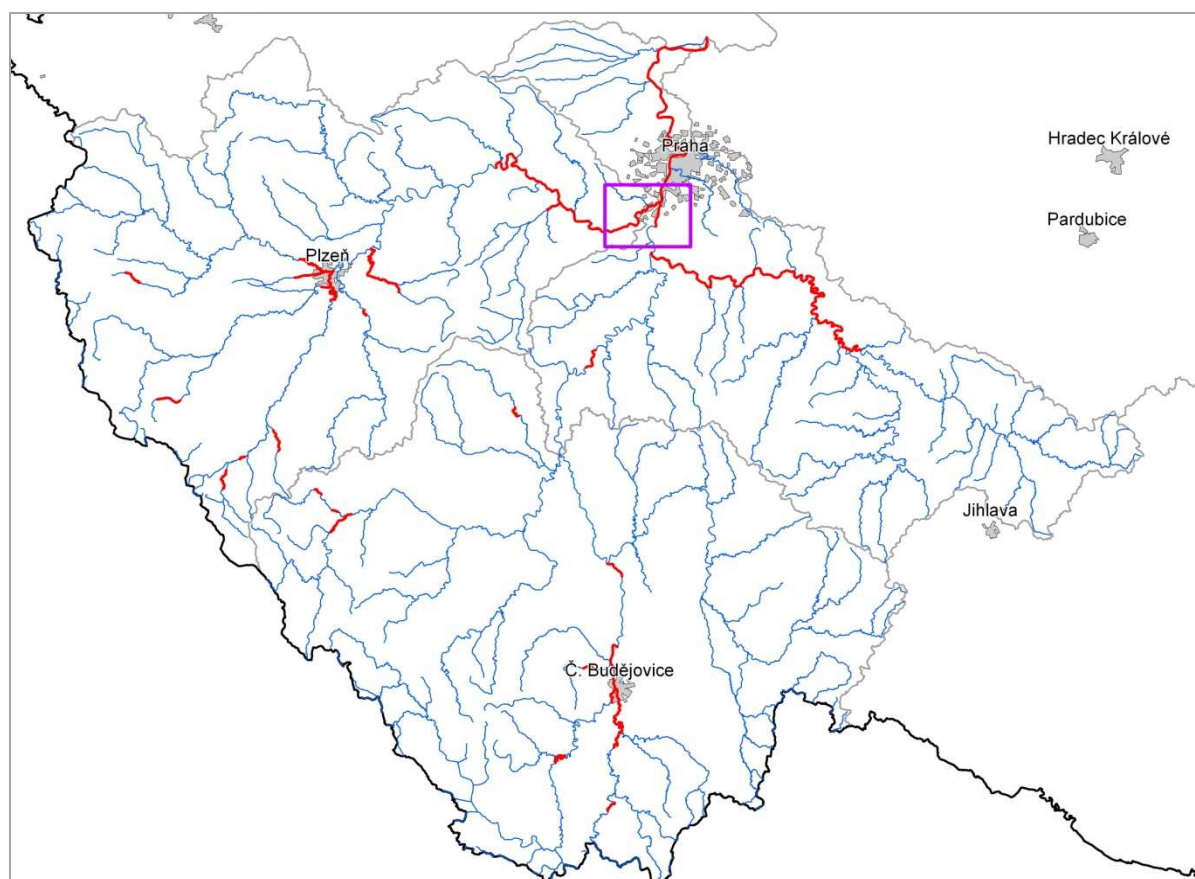 Praha
Hradec Králové
Pardubice
Plzeň
Jihlava
Č. Budějovice